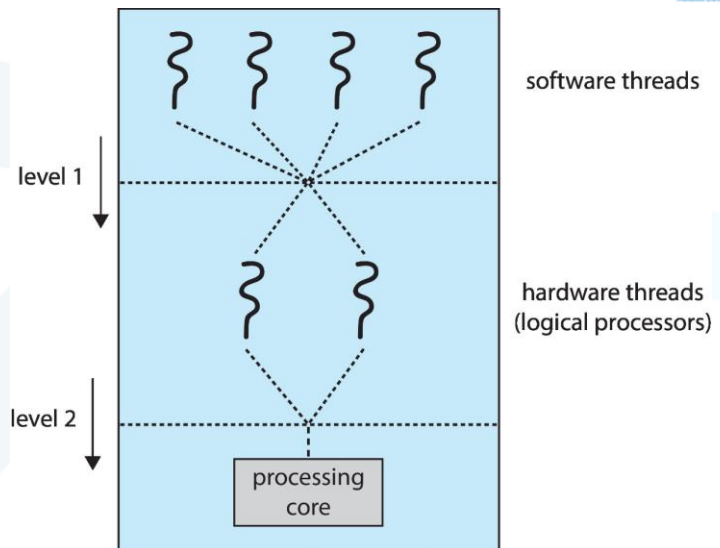 software threads
level 1
hardware threads
(logical processors)
level 2
processing
core